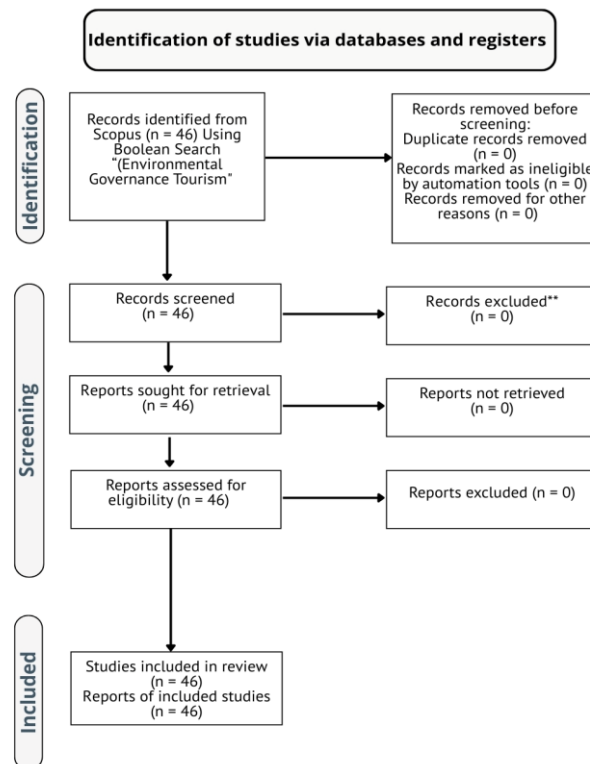 Identification of studies via databases and registers
Identification
Records identified from
Scopus (n = 46) Using
Boolean Search
"(Environmental
Governance Tourism"
Records removed before
screening:
Duplicate records removed
(n = 0)
Records marked as ineligible
by automation tools (n = 0)
Records removed for other
reasons (n = 0)
Screening
Records screened
(n = 46)
Records excluded**
(n = 0)
Reports sought for retrieval
(n = 46)
Reports not retrieved
(n = 0)
Reports assessed for
eligibility (n = 46)
Reports excluded (n = 0)
Included
Studies included in review
(n = 46)
Reports of included studies
(n = 46)